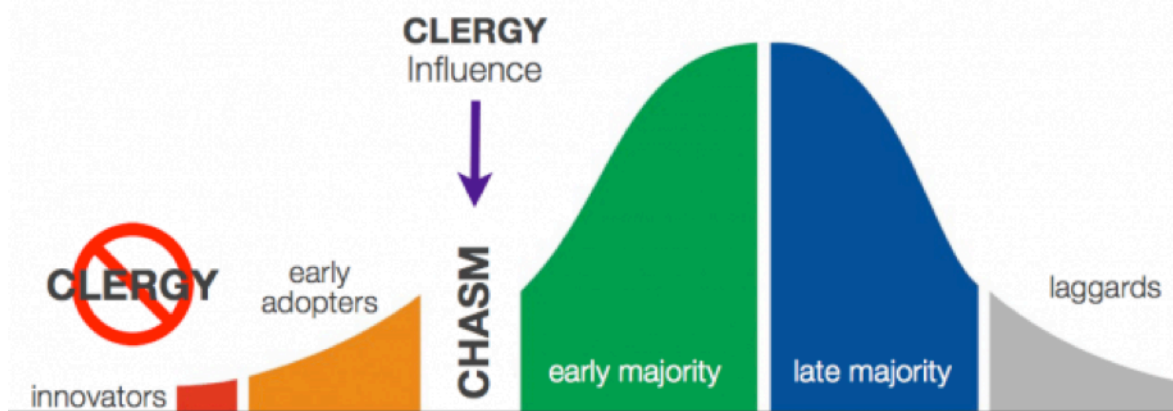 CLERGY
Influence
CLERGY
early
adopters
CHASM
laggards
innovators
early majority
late majority